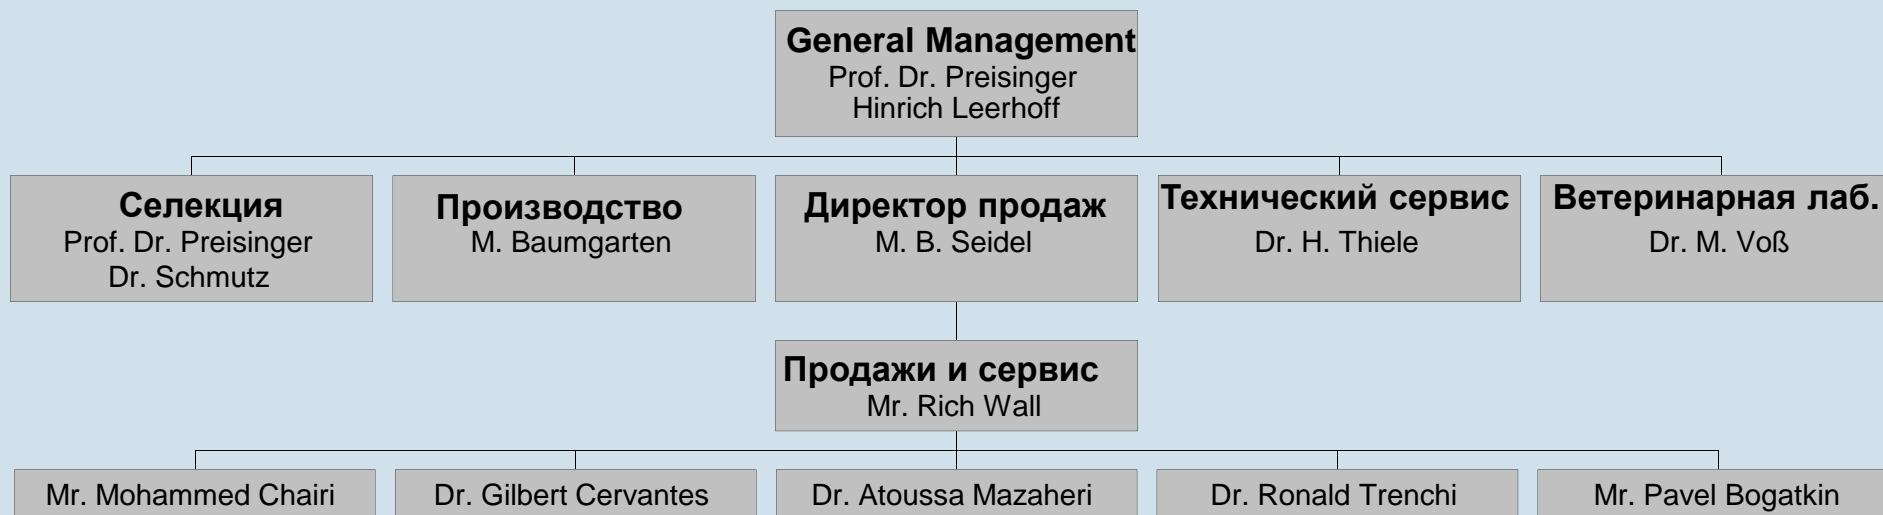 General Management
Prof. Dr. Preisinger
Hinrich Leerhoff
Селекция
Prof. Dr. Preisinger
Dr. Schmutz
Производство
M. Baumgarten
Директор продаж
M. B. Seidel
Технический сервис
Dr. H. Thiele
Ветеринарная лаб.
Dr. M. Voß
Продажи и сервис
Mr. Rich Wall
Mr. Mohammed Chairi
Dr. Gilbert Cervantes
Dr. Atoussa Mazaheri
Dr. Ronald Trenchi
Mr. Pavel Bogatkin